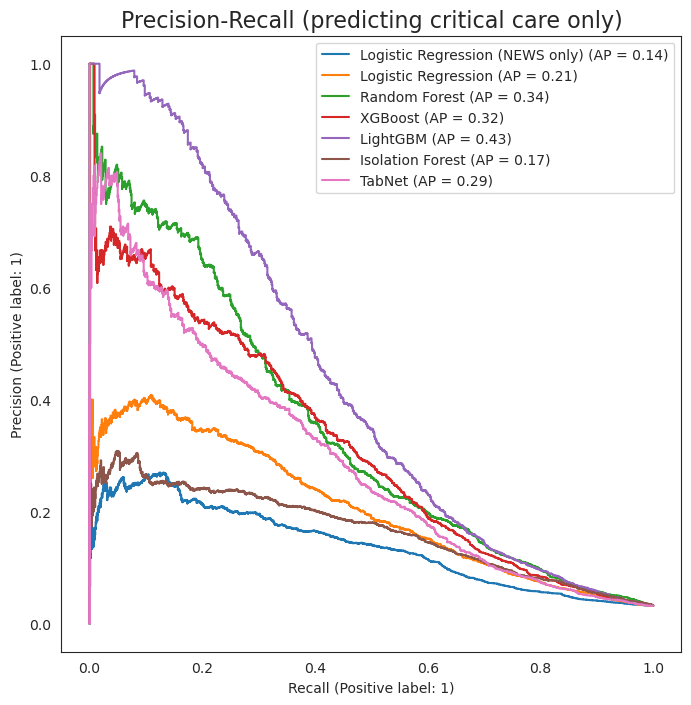 Precision-Recall (predicting critical care only)
Logistic Regression (NEWS only) (AP = 0.14)
Logistic Regression (AP = 0.21)
Random Forest (AP = 0.34)
XGBoost (AP = 0.32)
LightGBM (AP = 0.43)
Isolation Forest (AP = 0.17)
TabNet (AP = 0.29)
Precision (Positive label: 1)
1.0
0.8
0.6
0.4
0.2
0.0
0.0 0.2 0.4 0.6 0.8 1.0
Recall (Positive label: 1)